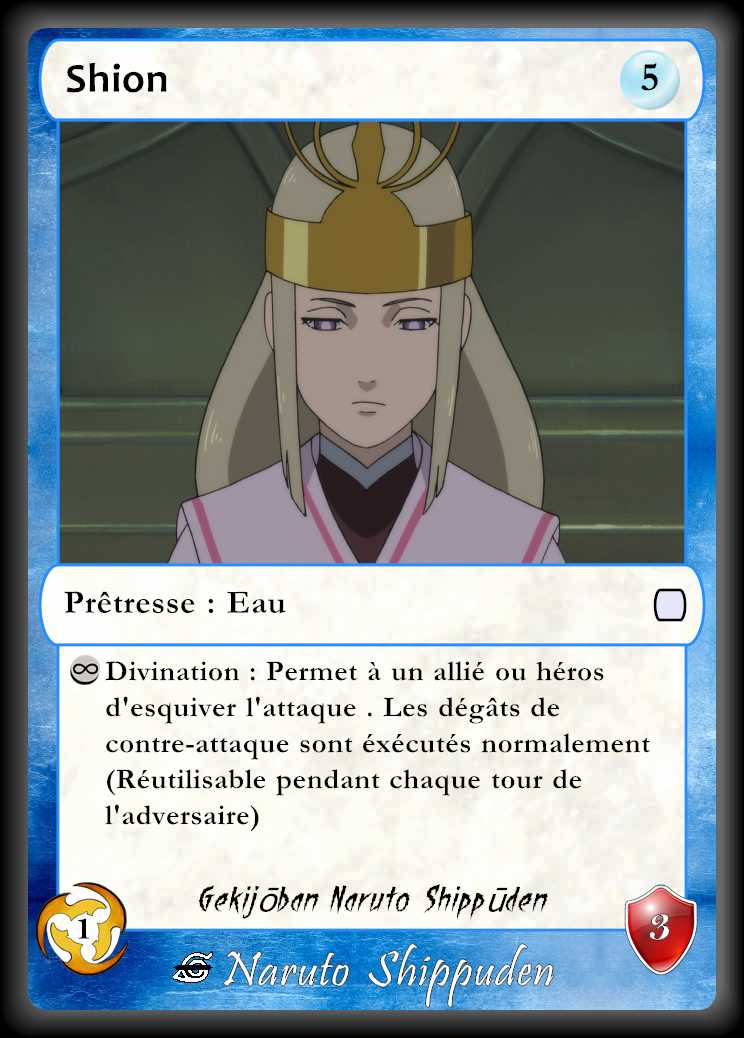 Shion
5
Prêtresse : Eau
∞ Divination : Permet à un allié ou héros
d'esquiver l'attaque . Les dégâts de
contre-attaque sont éxécutés normalement
(Réutilisable pendant chaque tour de
l'adversaire)
Gekijōban Naruto Shippūden
1
3
Naruto Shippuden